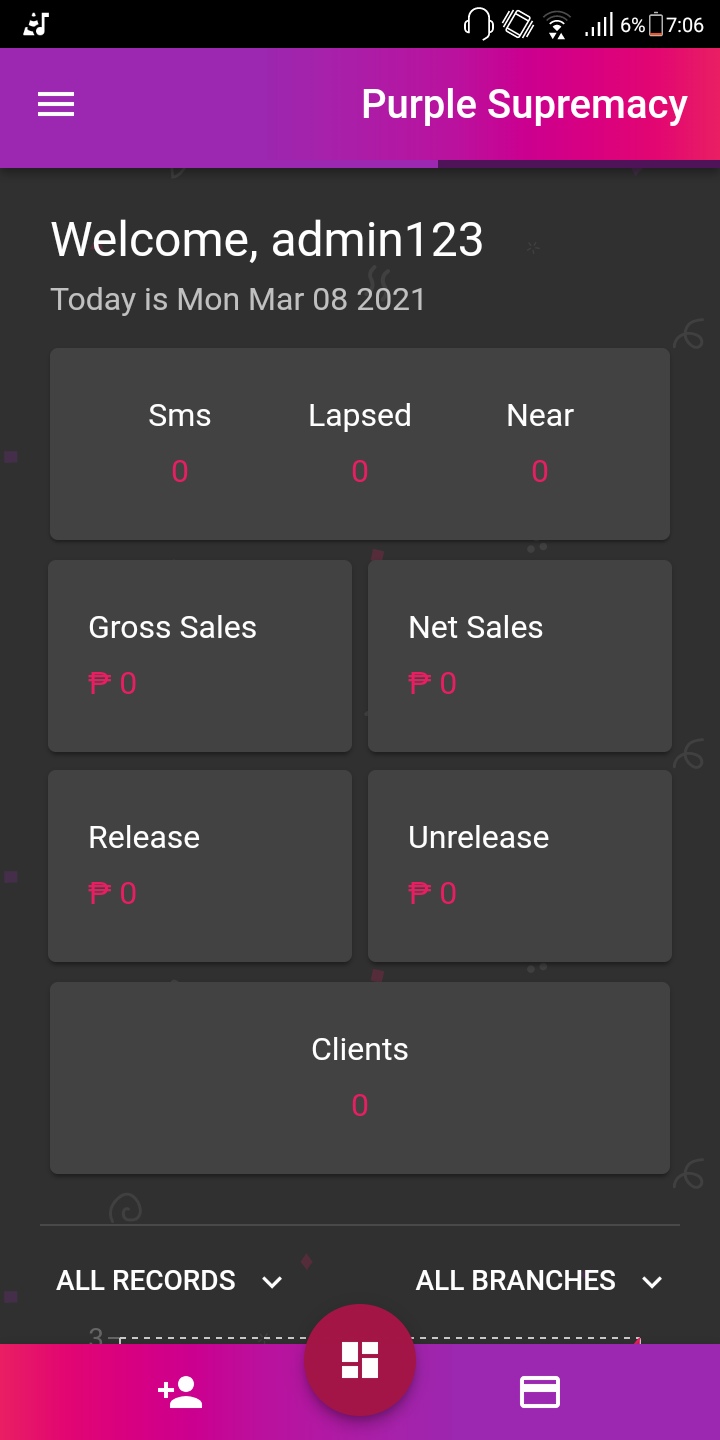 6% 7:06
Purple Supremacy
Welcome, admin123
Today is Mon Mar 08 2021
Sms Lapsed Near
0 0 0
Gross Sales Net Sales
₱ 0 ₱ 0
Release Unrelease
₱ 0 ₱ 0
Clients
0
ALL RECORDS ALL BRANCHES
3